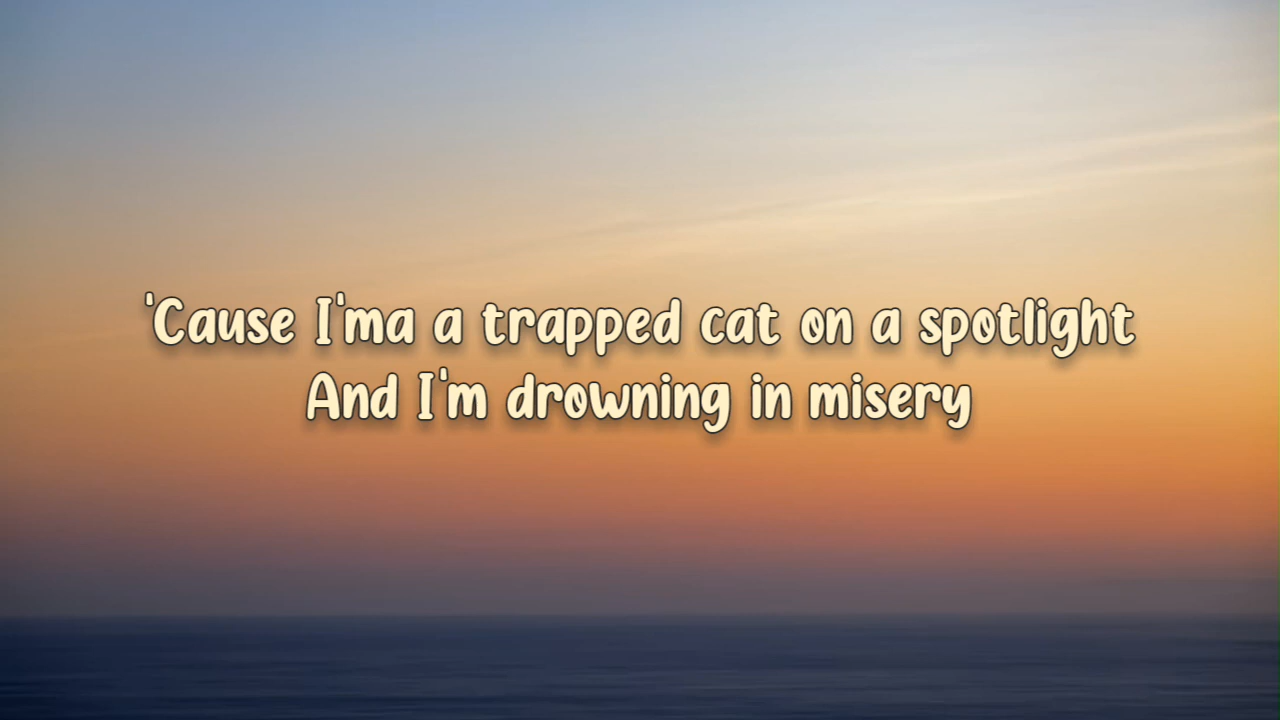 'Cause I'ma a trapped cat on a spotlight
And I'm drowning in misery